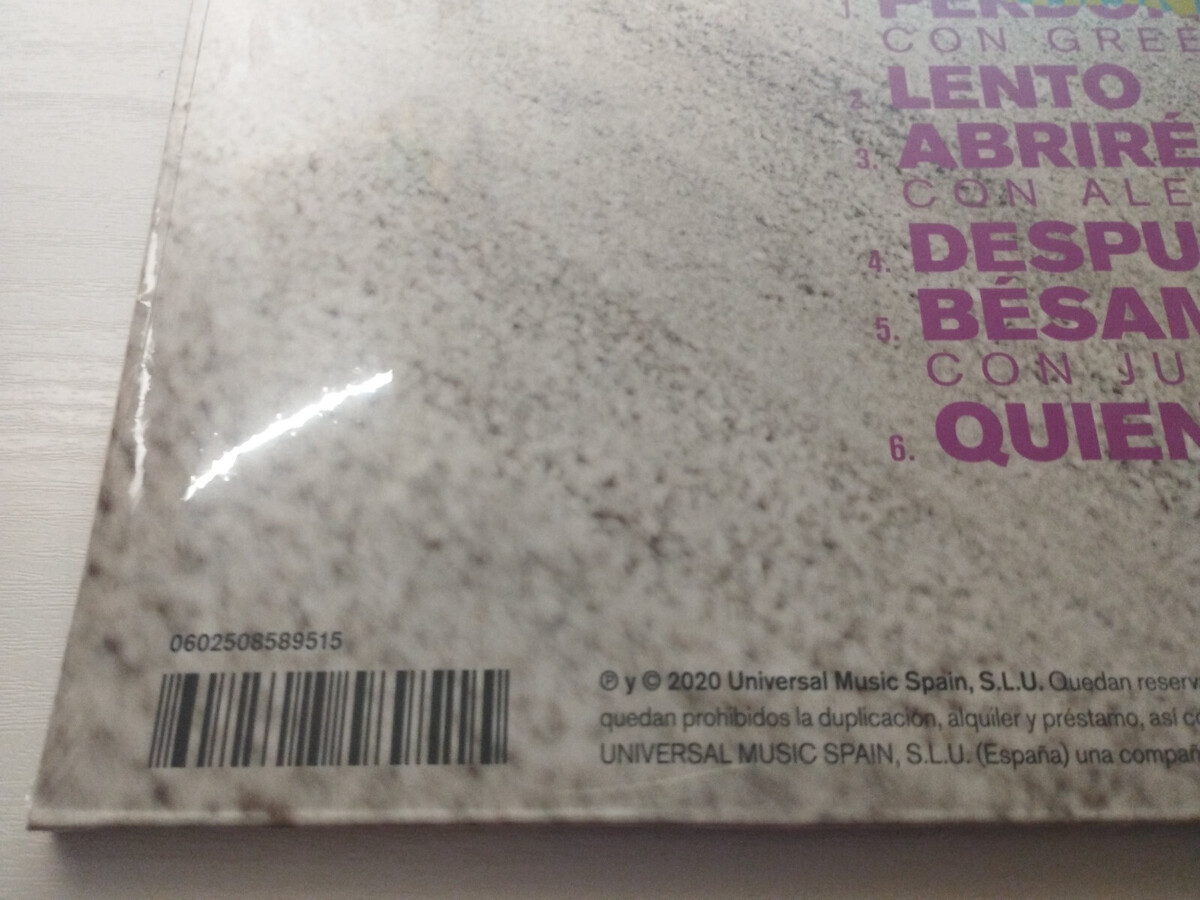 1
CON GREE
2. LENTO
3. ABRIRÉ
CON ALE
4. DESPU
5. BÉSAM
CON JU
6. QUIEN
0602508589515
℗ y © 2020 Universal Music Spain, S.L.U. Quedan reserv
quedan prohibidos la duplicación, alquiler y préstamo, así co
UNIVERSAL MUSIC SPAIN, S.L.U. (España) una compañ